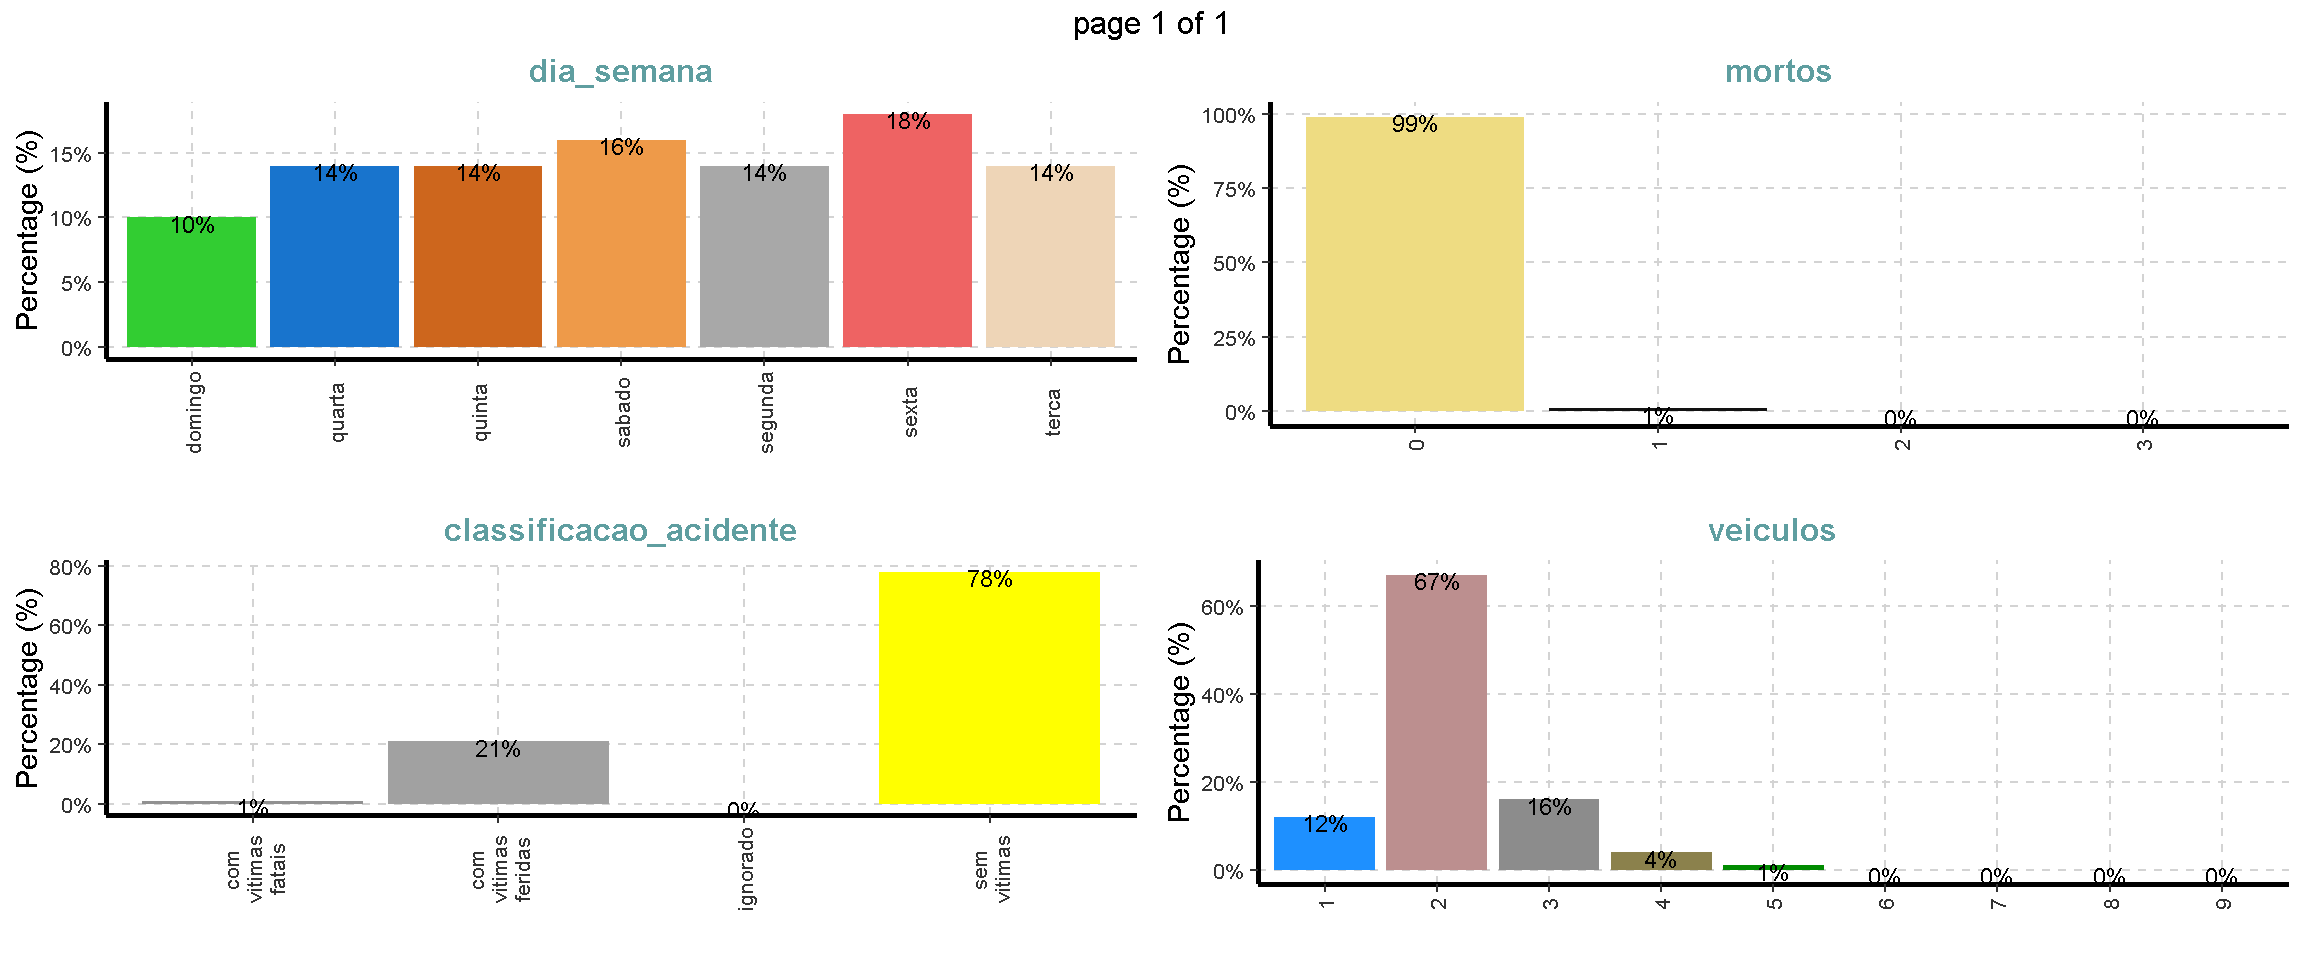 page 1 of 1
dia_semana
Percentage (%)
15%
10%
5%
0%
10%
14%
14%
16%
14%
18%
14%
domingo
quarta
quinta
sabado
segunda
sexta
terca
mortos
Percentage (%)
100%
75%
50%
25%
0%
99%
1%
0%
0%
0
1
2
3
classificacao_acidente
Percentage (%)
80%
60%
40%
20%
0%
1%
21%
0%
78%
com
vitimas
fatais
com
vitimas
feridas
ignorado
sem
vitimas
veiculos
Percentage (%)
60%
40%
20%
0%
12%
67%
16%
4%
1%
0%
0%
0%
0%
1
2
3
4
5
6
7
8
9